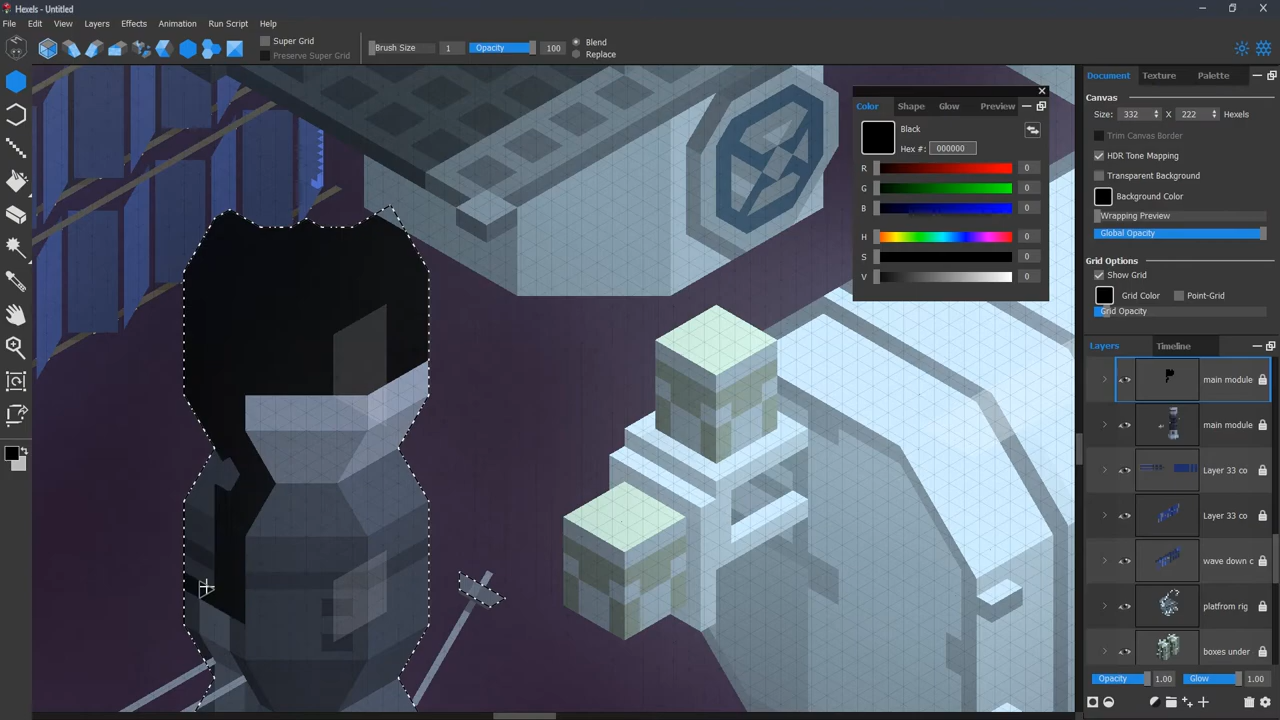 Hexels - Untitled
File Edit View Layers Effects Animation Run Script Help
Super Grid
Preserve Super Grid
Brush Size 1 Opacity 100
Blend
Replace
Color Shape Glow Preview
Black
Hex #: 000000
R 0
G 0
B 0
H 0
S 0
V 0
Document Texture Palette
Canvas
Size: 332 X 222 Hexels
Trim Canvas Border
HDR Tone Mapping
Transparent Background
Background Color
Wrapping Preview
Global Opacity
Grid Options
Show Grid
Grid Color Point-Grid
Grid Opacity
Layers Timeline
main module
main module
Layer 33 co
Layer 33 co
wave down c
platfrom rig
boxes under
Opacity 1.00 Glow 1.00